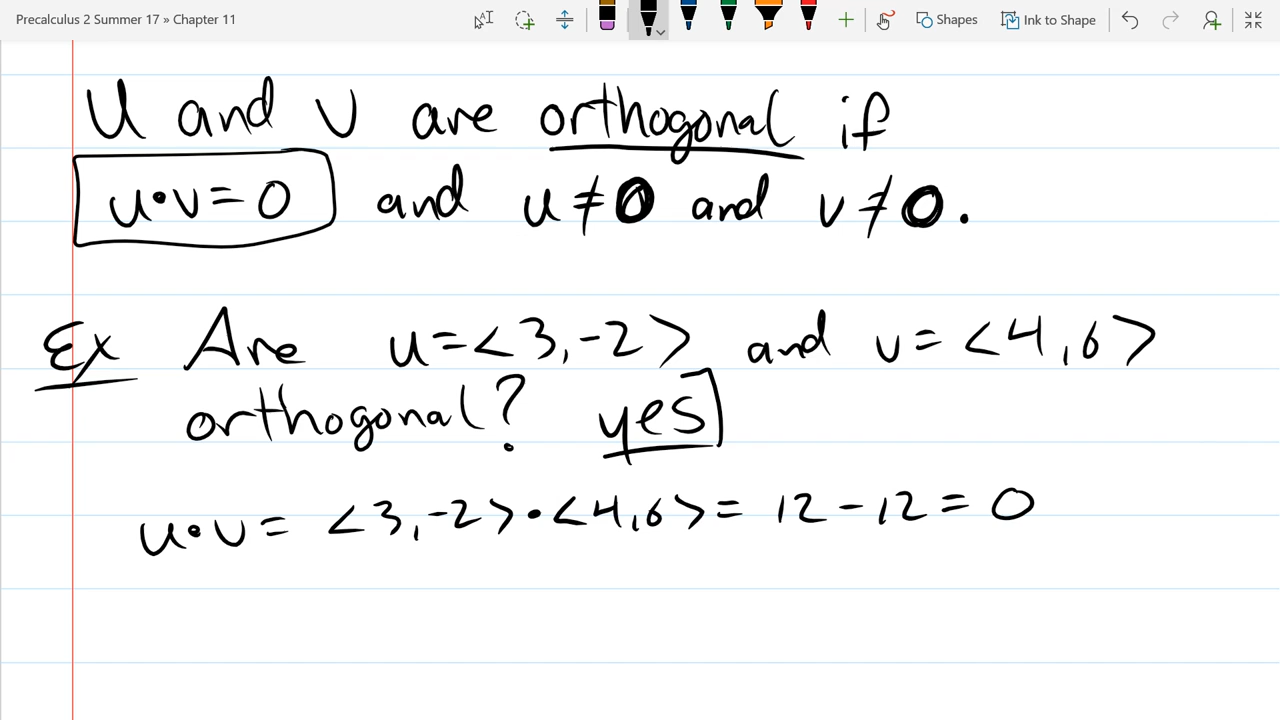 Precalculus 2 Summer 17 » Chapter 11
Shapes
Ink to Shape
U and V are orthogonal if
u•v=0 and u≠0 and v≠0.
Ex Are u=<3,-2> and v=<4,6>
orthogonal? yes
u•v= <3,-2>•<4,6>= 12-12=0